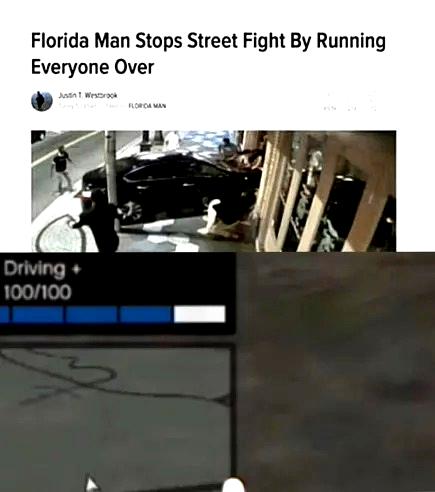 Florida Man Stops Street Fight By Running
Everyone Over
Justin T. Westbrook
FLORIDA MAN
Driving +
100/100